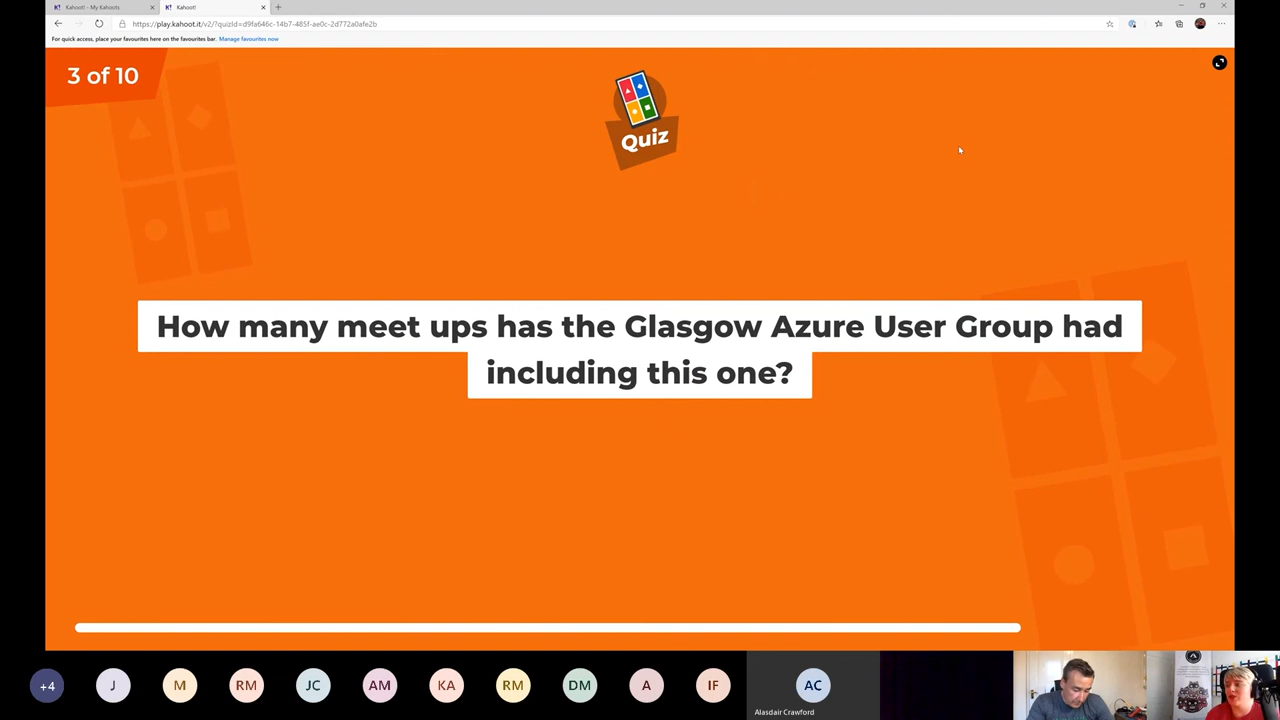 Kahoot! - My Kahoots
Kahoot!
https://play.kahoot.it/v2/?quizId=d9fa646c-14b7-485f-ae0c-2d772a0afe2b
For quick access, place your favourites here on the favourites bar. Manage favourites now
3 of 10
Quiz
How many meet ups has the Glasgow Azure User Group had
including this one?
+4
J
M
RM
JC
AM
KA
RM
DM
A
IF
AC
Alasdair Crawford